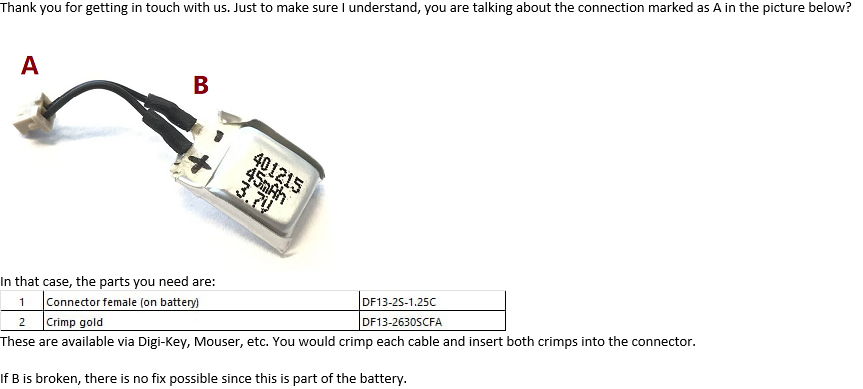 Thank you for getting in touch with us. Just to make sure I understand, you are talking about the connection marked as A in the picture below?
A
B
-
+
401215
45mAh
3.7V
In that case, the parts you need are:
1 Connector female (on battery) DF13-2S-1.25C
2 Crimp gold DF13-2630SCFA
These are available via Digi-Key, Mouser, etc. You would crimp each cable and insert both crimps into the connector.
If B is broken, there is no fix possible since this is part of the battery.